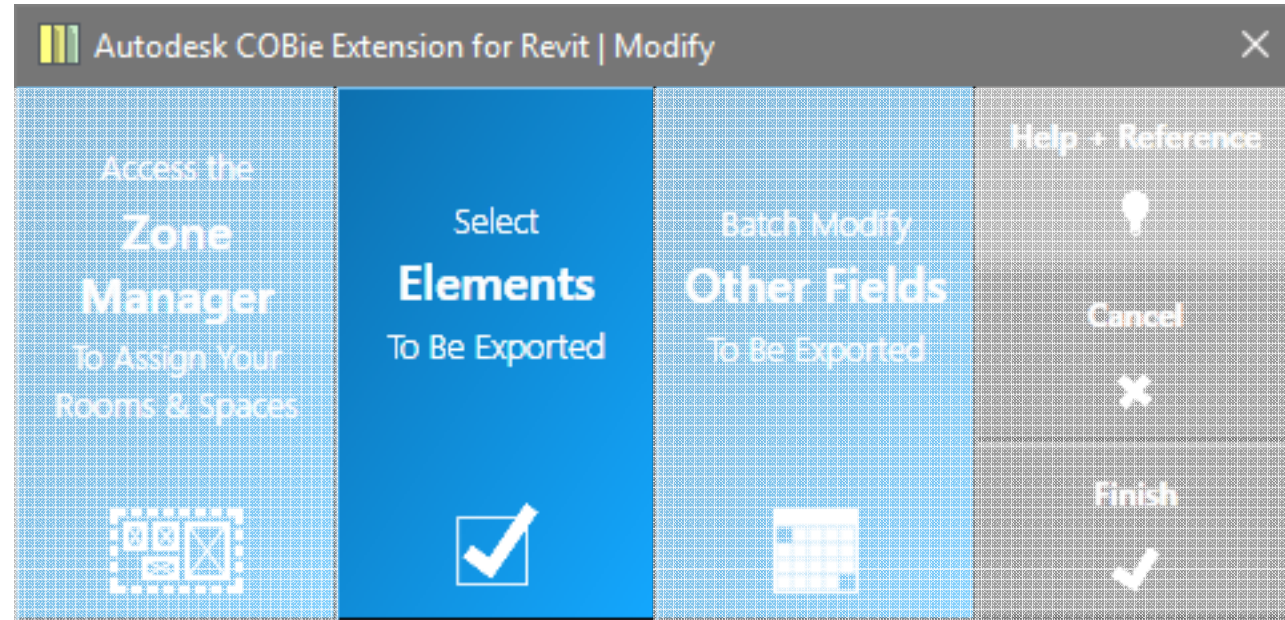 Autodesk COBie Extension for Revit | Modify
Access the
Zone
Manager
To Assign Your
Rooms & Spaces
Select
Elements
To Be Exported
Batch Modify
Other Fields
To Be Exported
Help + Reference
Cancel
Finish